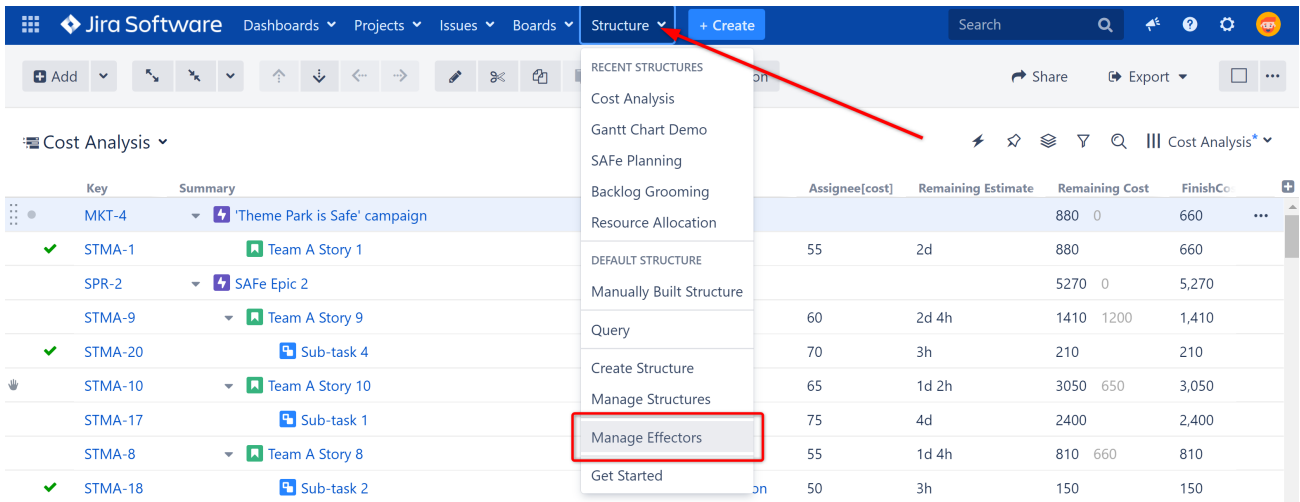 Jira Software Dashboards Projects Issues Boards Structure + Create Search
Add Share Export
RECENT STRUCTURES
Cost Analysis
Gantt Chart Demo
SAFe Planning
Backlog Grooming
Resource Allocation
DEFAULT STRUCTURE
Manually Built Structure
Query
Create Structure
Manage Structures
Manage Effectors
Get Started
Cost Analysis Cost Analysis*
Key Summary Assignee[cost] Remaining Estimate Remaining Cost
MKT-4 'Theme Park is Safe' campaign 880 0 660
STMA-1 Team A Story 1 55 2d 880 660
SPR-2 SAFe Epic 2 5270 0 5,270
STMA-9 Team A Story 9 60 2d 4h 1410 1200 1,410
STMA-20 Sub-task 4 70 3h 210 210
STMA-10 Team A Story 10 65 1d 2h 3050 650 3,050
STMA-17 Sub-task 1 75 4d 2400 2,400
STMA-8 Team A Story 8 55 1d 4h 810 660 810
STMA-18 Sub-task 2 50 3h 150 150